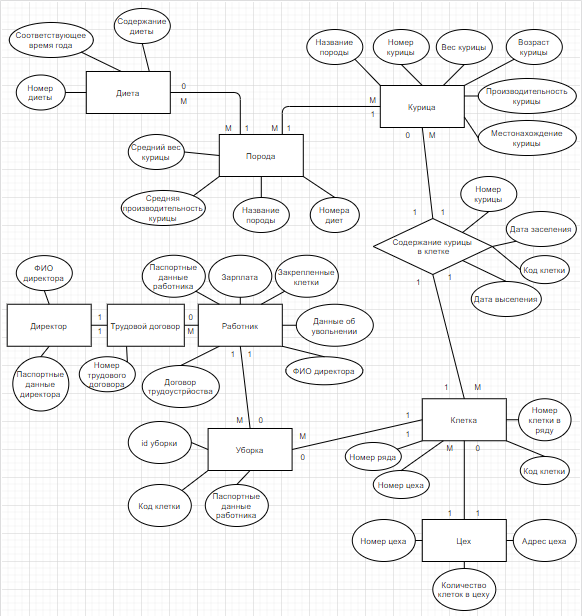 Соответствующее
время года
Содержание
диеты
Номер
диеты
Диета
0
М
Название
породы
Номер
курицы
Вес курицы
Возраст
курицы
Производительность
курицы
Местонахождение
курицы
Курица
М
1
0
М
М
1
М
1
Порода
Средний вес
курицы
Средняя
производительность
курицы
Название
породы
Номера
диет
Номер
курицы
Дата заселения
Код клетки
Дата выселения
1
1
Содержание курицы
в клетке
1
1
ФИО
директора
Паспортные
данные
работника
Зарплата
Закрепленные
клетки
Данные об
увольнении
ФИО директора
Директор
1
1
Трудовой договор
0
М
Работник
1
1
Паспортные
данные
директора
Номер
трудового
договора
Договор
трудоустрйоства
М
0
id уборки
Уборка
М
0
Код клетки
Паспортные
данные
работника
1
М
1
1
Клетка
Номер
клетки в
ряду
Код клетки
Номер ряда
Номер цеха
М
0
1
1
Номер цеха
Цех
Адрес цеха
Количество
клеток в цеху